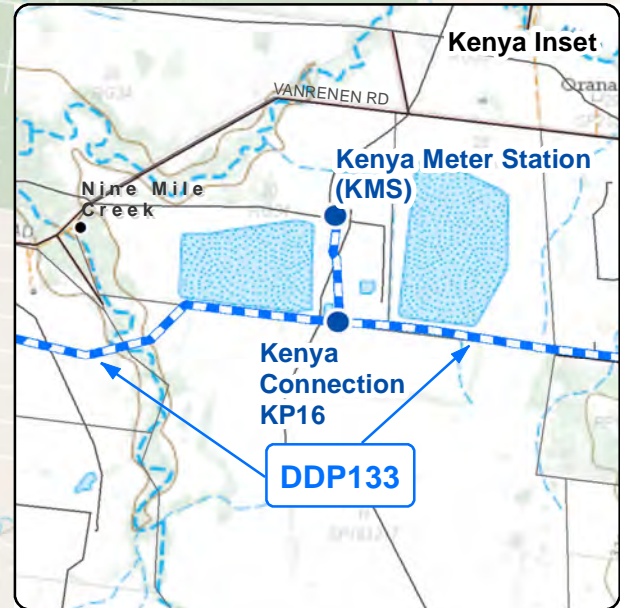 Kenya Inset
Orana
VANRENEN RD
Kenya Meter Station
(KMS)
Nine Mile
Creek
Kenya
Connection
KP16
DDP133